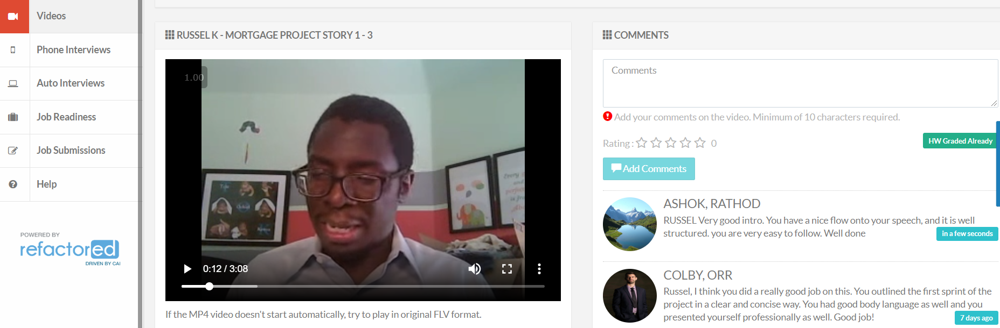 Videos
Phone Interviews
Auto Interviews
Job Readiness
Job Submissions
Help
POWERED BY
refactored
DRIVEN BY CAI
RUSSEL K - MORTGAGE PROJECT STORY 1 - 3
1.00
0:12 / 3:08
If the MP4 video doesn't start automatically, try to play in original FLV format.
COMMENTS
Comments
Add your comments on the video. Minimum of 10 characters required.
Rating : 0
HW Graded Already
Add Comments
ASHOK, RATHOD
RUSSEL Very good intro. You have a nice flow onto your speech, and it is well
structured. you are very easy to follow. Well done
in a few seconds
COLBY, ORR
Russel, I think you did a really good job on this. You outlined the first sprint of the
project in a clear and concise way. You had good body language as well and you
presented yourself professionally as well. Good job!
7 days ago